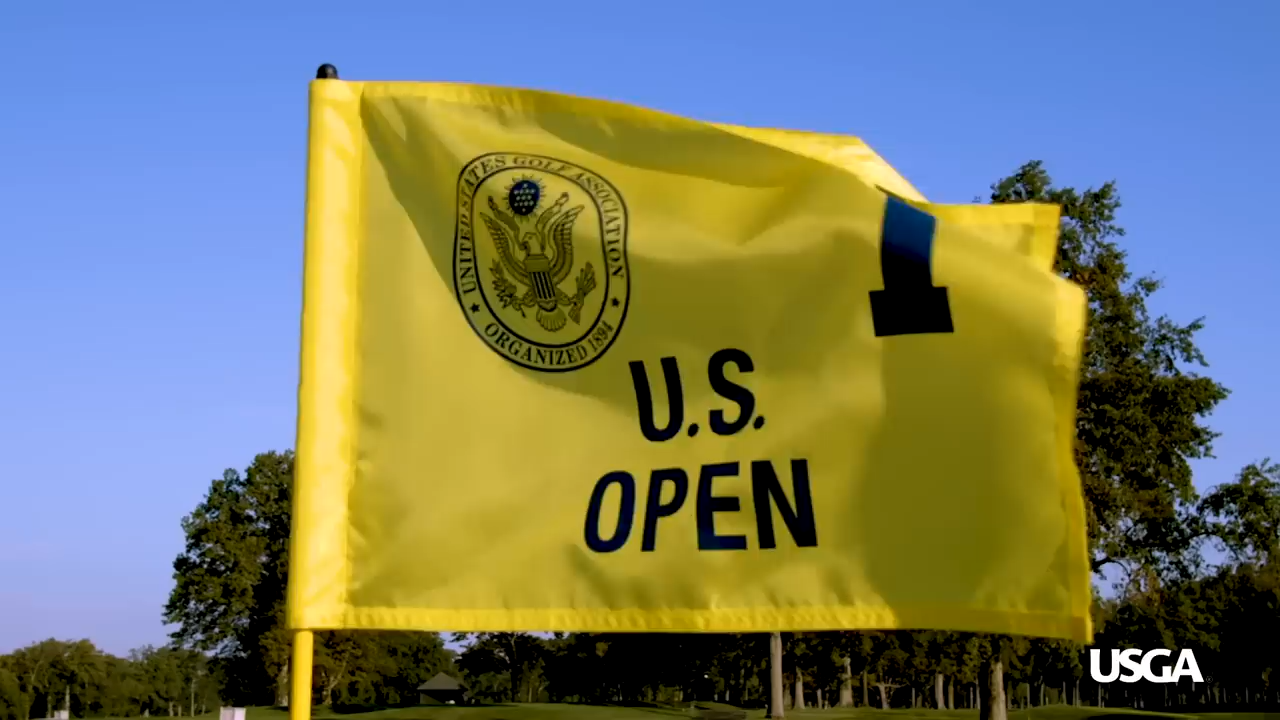 UNITED STATES GOLF ASSOCIATION
ORGANIZED 1894
1
U.S.
OPEN
USGA